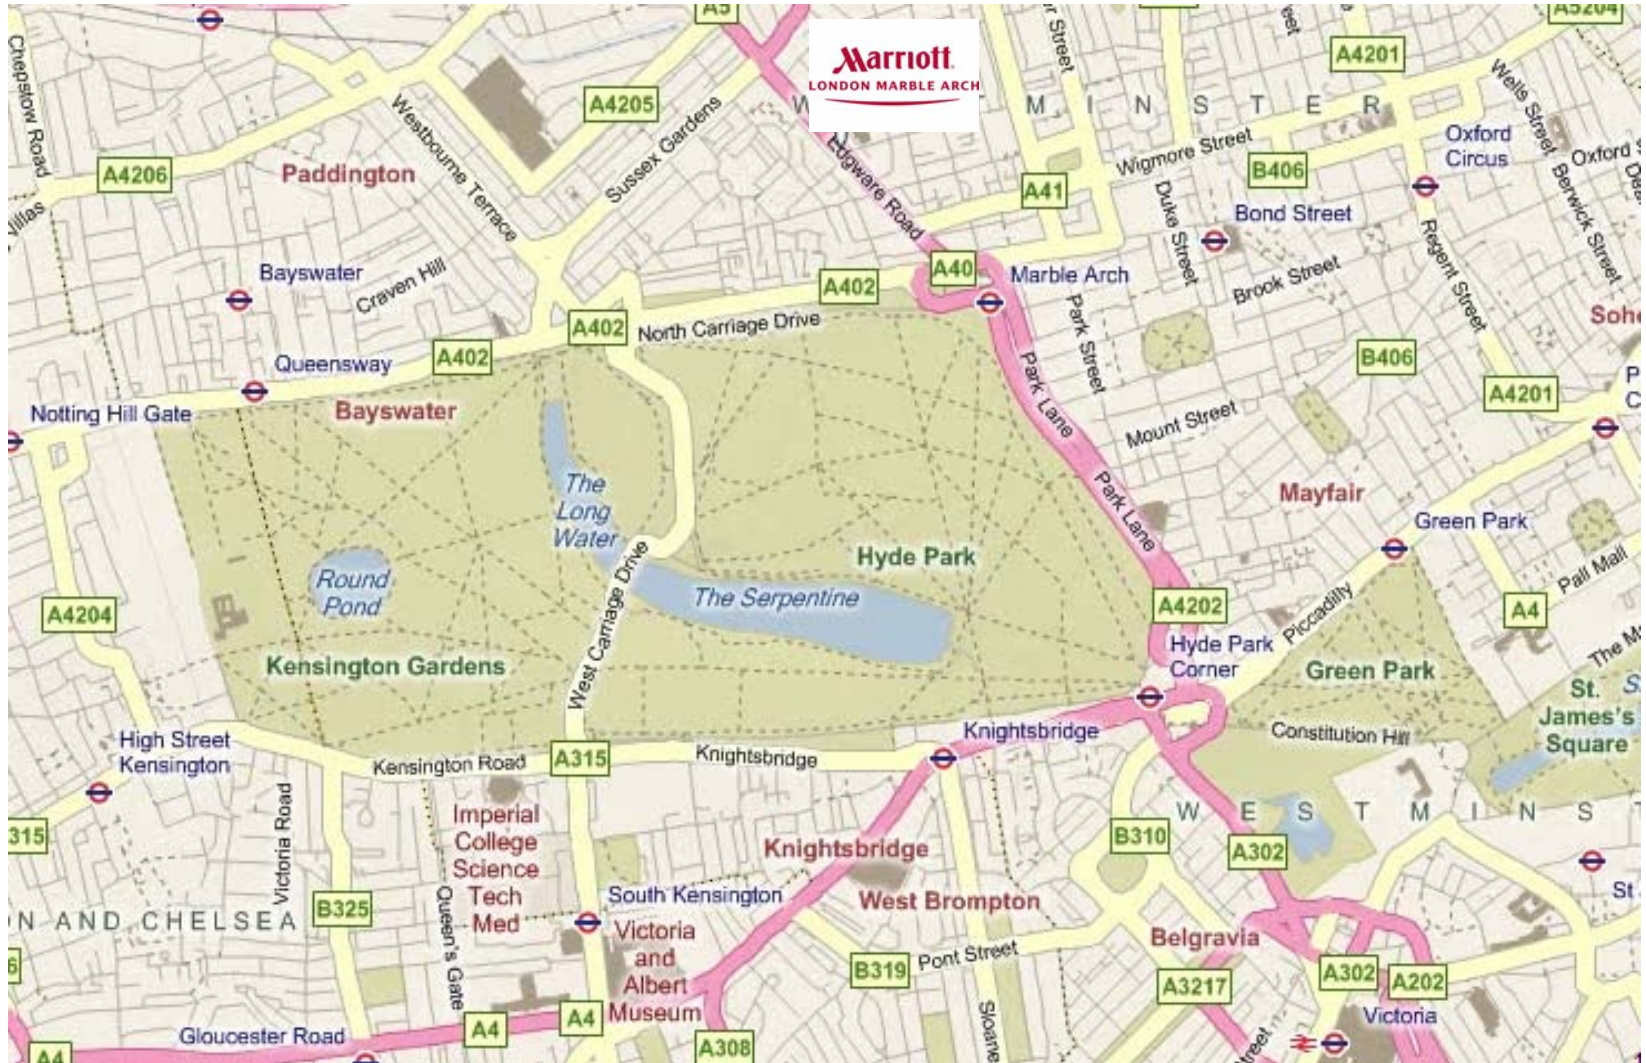 A5
A5204
Chepstow Road
Marriott
LONDON MARBLE ARCH
A4201
Wells Street
A4205
W
M I N S T E R
Westbourne Terrace
Sussex Gardens
Edgware Road
Wigmore Street
Oxford
Circus
Oxford
A4206
Paddington
A41
B406
Berwick Street
Villas
Duke Street
Bond Street
Regent Street
Bayswater
Craven Hill
A402
A40
Marble Arch
Brook Street
A402
North Carriage Drive
Park Street
Soho
Queensway
A402
Park Lane
B406
A4201
Notting Hill Gate
Bayswater
Mount Street
The
Long
Water
Park Lane
Mayfair
Green Park
Round
Pond
Hyde Park
The Serpentine
Pall Mall
A4204
West Carriage Drive
A4202
Piccadilly
A4
Kensington Gardens
Hyde Park
Corner
Green Park
The M
St.
James's
Square
High Street
Kensington
Kensington Road
A315
Knightsbridge
Knightsbridge
Constitution Hill
315
Victoria Road
Imperial
College
Science
Tech
Med
Knightsbridge
W E S T M I N S T
B310
A302
N AND CHELSEA
B325
Queen's Gate
South Kensington
West Brompton
St
Victoria
and
Albert
Museum
Belgravia
B319
Pont Street
A3217
A302
A202
Gloucester Road
A4
A4
A4
A308
Sloane
Victoria